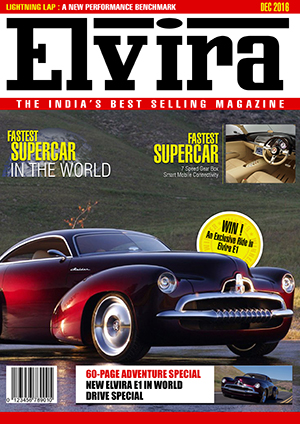 LIGHTNING LAP : A NEW PERFORMANCE BENCHMARK
DEC 2016
Elvira
THE INDIA'S BEST SELLING MAGAZINE
FASTEST
SUPERCAR
IN THE WORLD
FASTEST
SUPERCAR
7 Speed Gear Box
Smart Mobile Connectivity
WIN !
An Exclusive Ride in
Elvira E1
60-PAGE ADVENTURE SPECIAL
NEW ELVIRA E1 IN WORLD
DRIVE SPECIAL
0 123456 789010